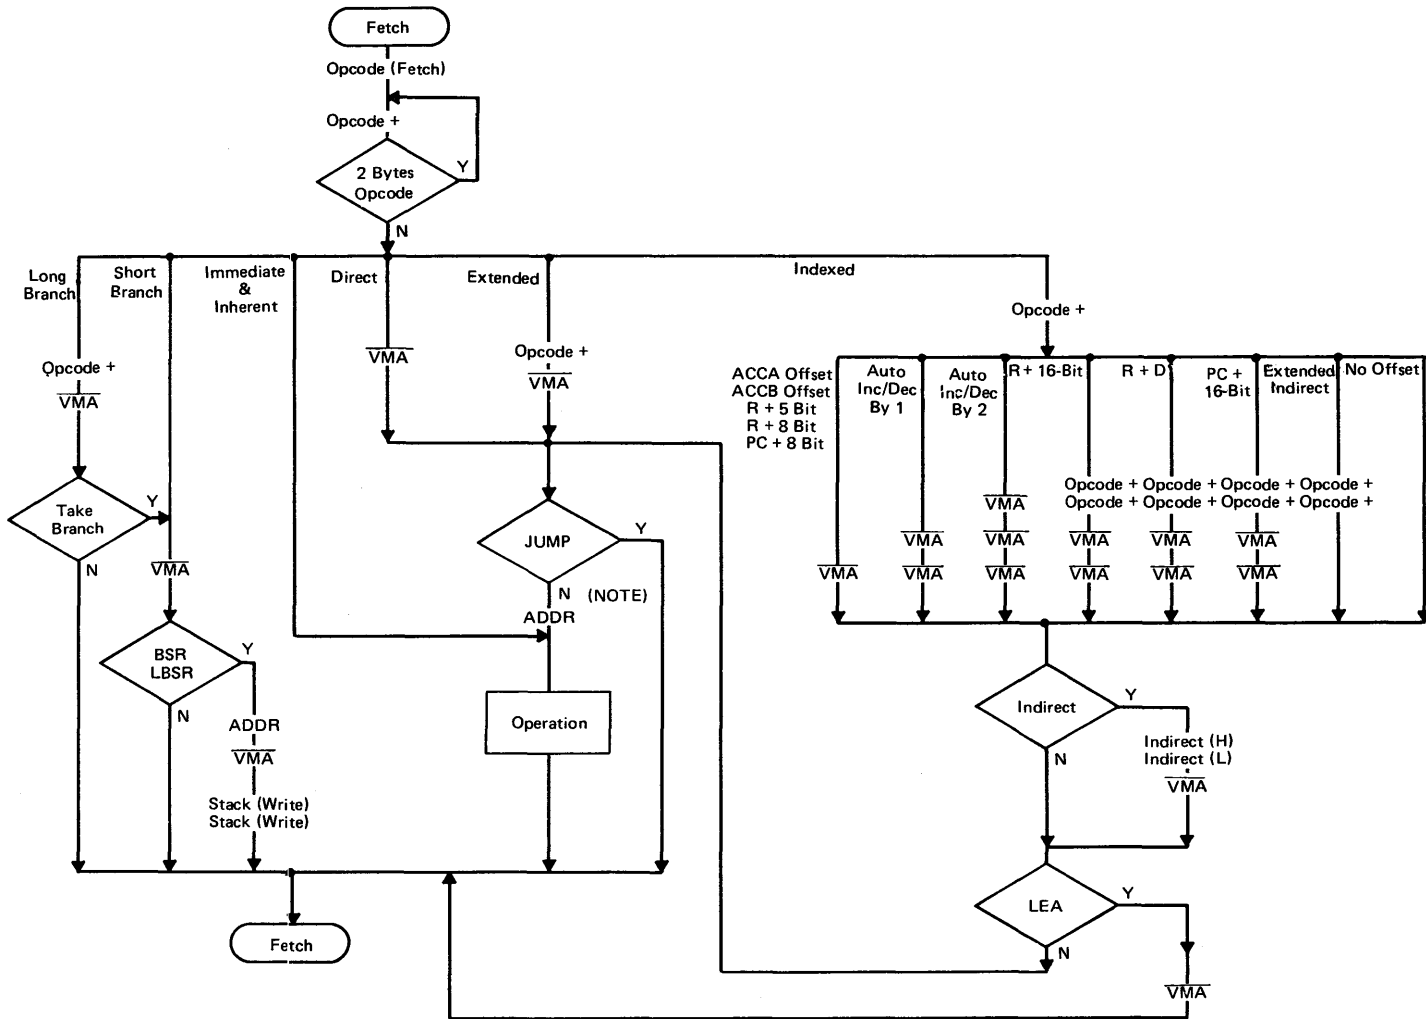 Fetch
Opcode (Fetch)
Opcode +
2 Bytes
Opcode
Y
N
Long
Branch
Short
Branch
Immediate
&
Inherent
Direct
Extended
Indexed
Opcode +
VMA
Opcode +
VMA
Opcode +
VMA
Take
Branch
Y
N
VMA
BSR
LBSR
Y
N
ADDR
VMA
Stack (Write)
Stack (Write)
JUMP
Y
N
(NOTE)
ADDR
Operation
ACCA Offset
ACCB Offset
R + 5 Bit
R + 8 Bit
PC + 8 Bit
Auto
Inc/Dec
By 1
Auto
Inc/Dec
By 2
R + 16-Bit
R + D
PC +
16-Bit
Extended
Indirect
No Offset
Opcode + Opcode + Opcode + Opcode +
VMA Opcode + Opcode + Opcode + Opcode +
VMA VMA VMA VMA VMA
VMA VMA VMA VMA VMA VMA
Indirect
Y
N
Indirect (H)
Indirect (L)
VMA
LEA
Y
N
VMA
Fetch